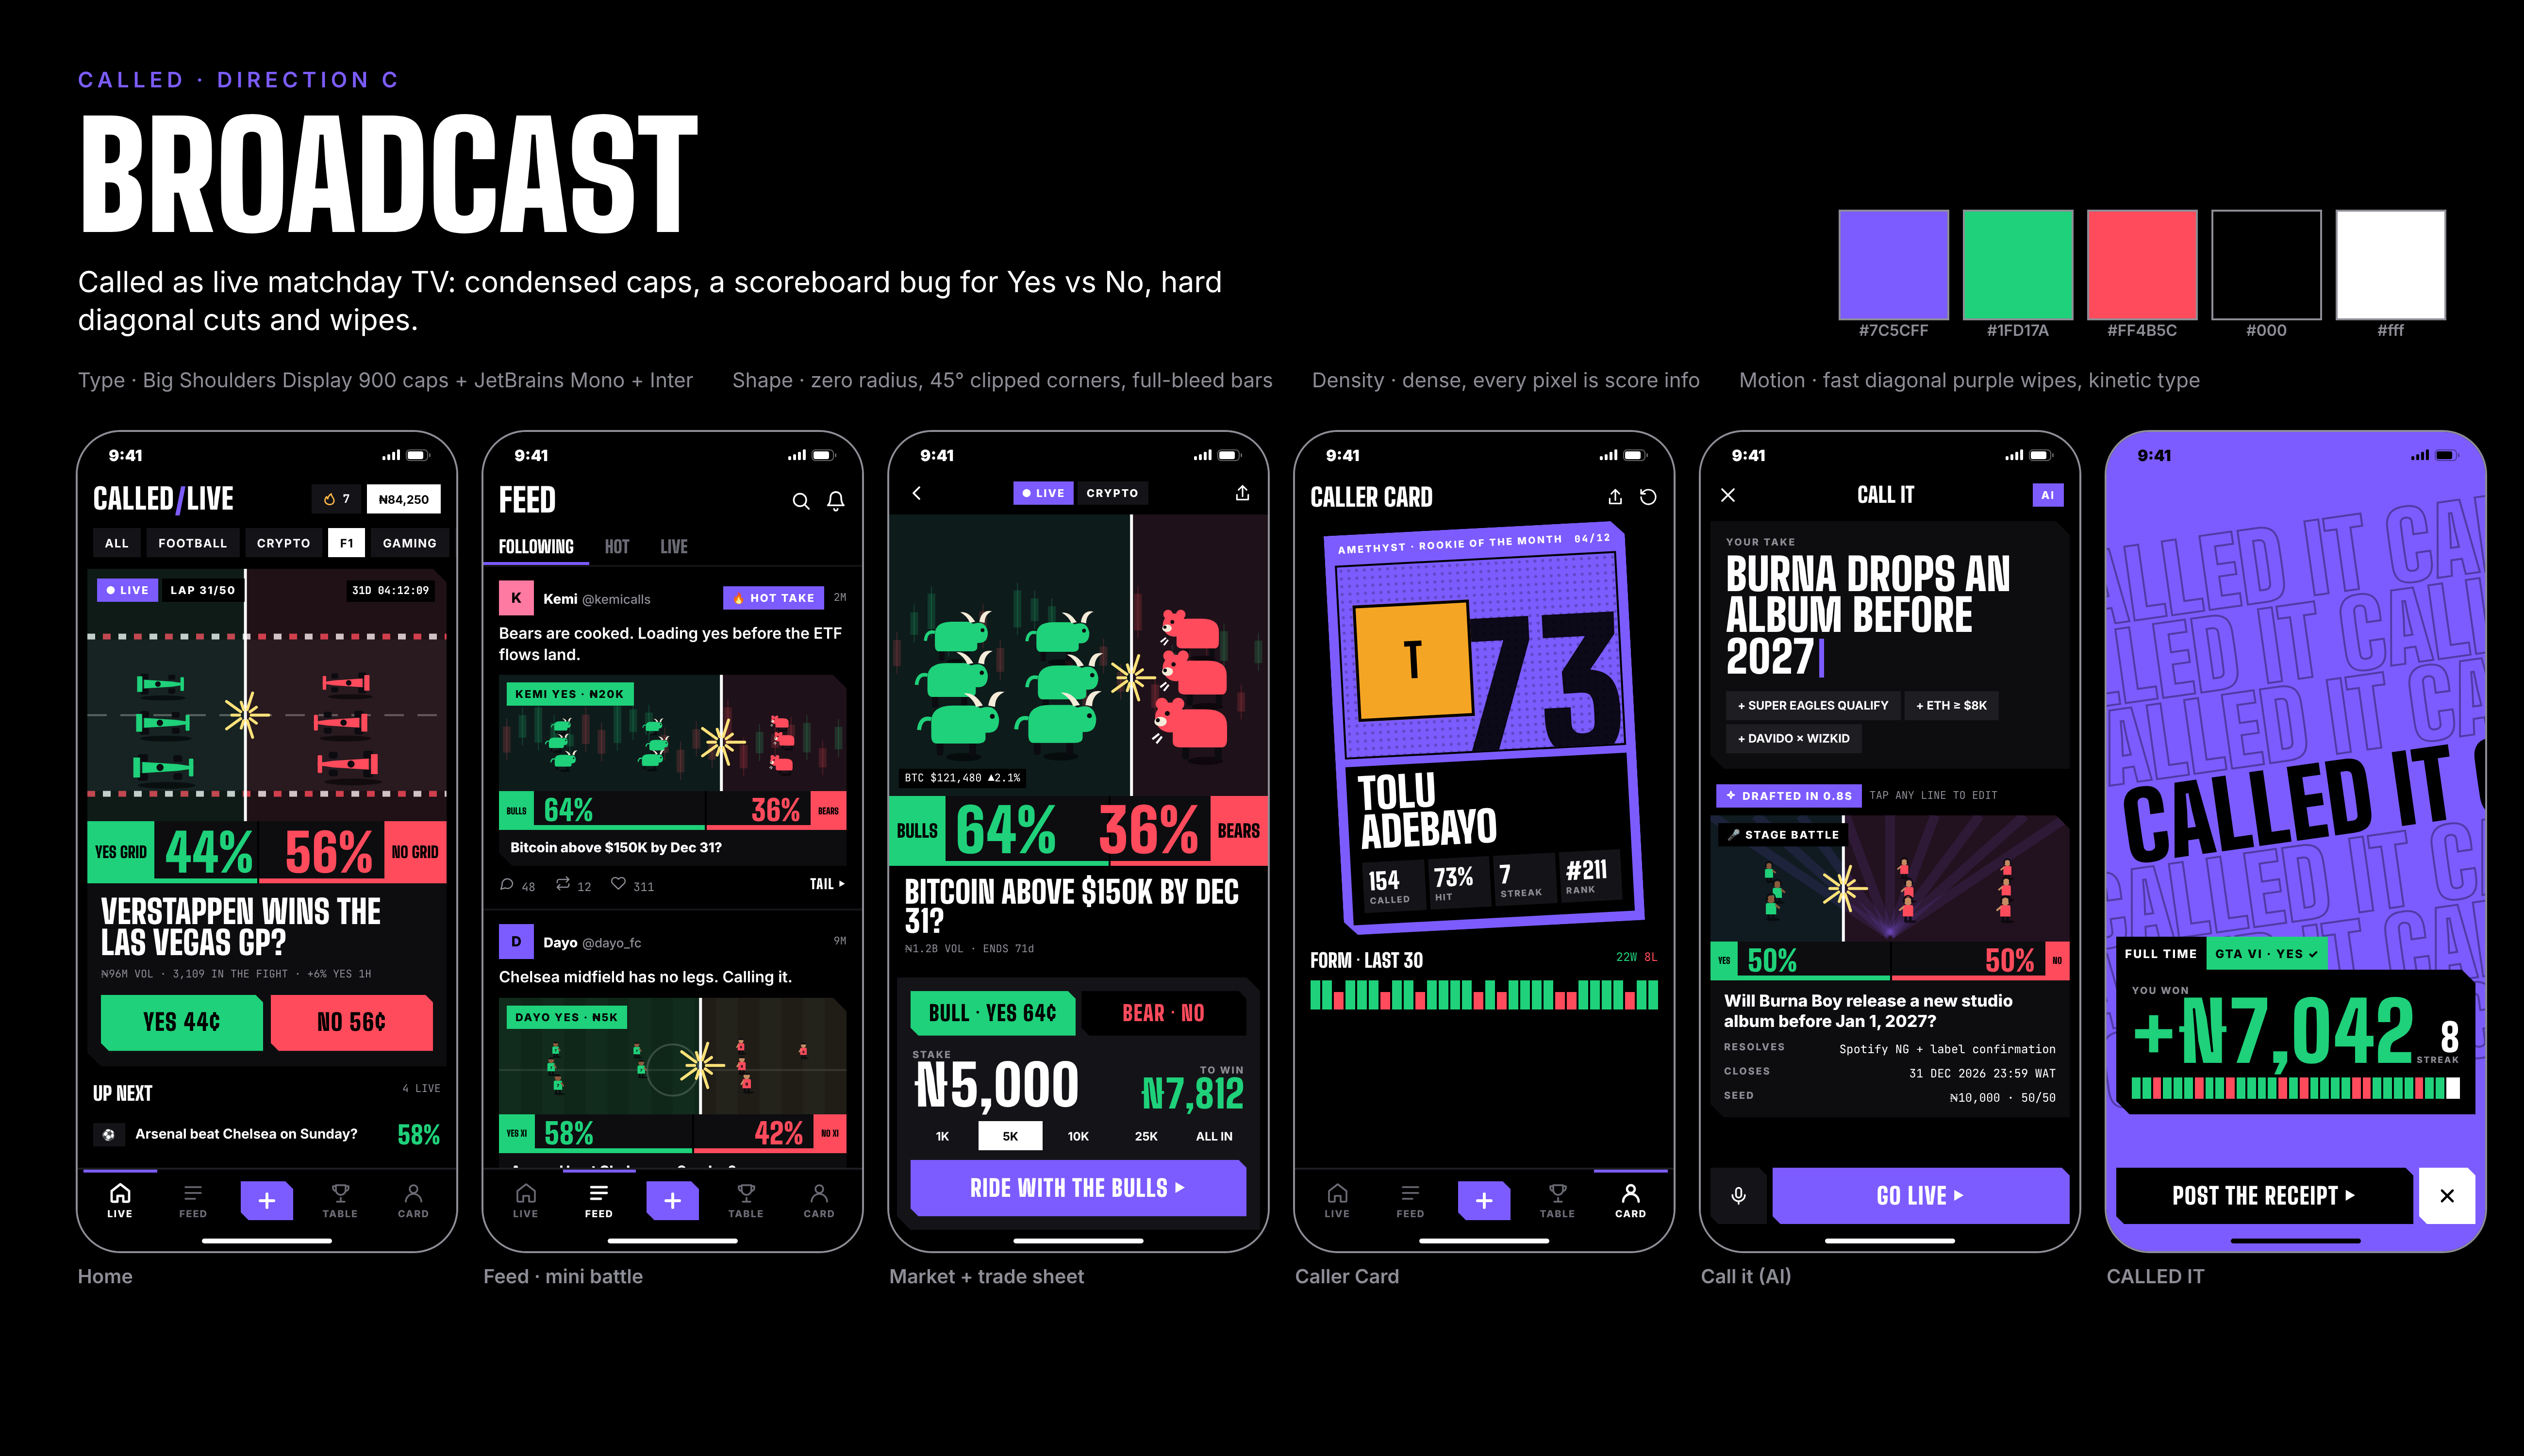 CALLED · DIRECTION C
BROADCAST
Called as live matchday TV: condensed caps, a scoreboard bug for Yes vs No, hard
diagonal cuts and wipes.
#7C5CFF
#1FD17A
#FF4B5C
#000
#fff
Type · Big Shoulders Display 900 caps + JetBrains Mono + Inter
Shape · zero radius, 45° clipped corners, full-bleed bars
Density · dense, every pixel is score info
Motion · fast diagonal purple wipes, kinetic type
9:41
CALLED/LIVE
7
₦84,250
ALL
FOOTBALL
CRYPTO
F1
GAMING
LIVE
LAP 31/50
31D 04:12:09
YES GRID
44%
56%
NO GRID
VERSTAPPEN WINS THE
LAS VEGAS GP?
₦96M VOL · 3,109 IN THE FIGHT · +6% YES 1H
YES 44¢
NO 56¢
UP NEXT
4 LIVE
Arsenal beat Chelsea on Sunday?
58%
LIVE
FEED
TABLE
CARD
Home
9:41
FEED
FOLLOWING
HOT
LIVE
K
Kemi @kemicalls
🔥 HOT TAKE
2M
Bears are cooked. Loading yes before the ETF
flows land.
KEMI YES · ₦20K
BULLS
64%
36%
BEARS
Bitcoin above $150K by Dec 31?
48
12
311
TAIL ▸
D
Dayo @dayo_fc
9M
Chelsea midfield has no legs. Calling it.
DAYO YES · ₦5K
YES XI
58%
42%
NO XI
LIVE
FEED
TABLE
CARD
Feed · mini battle
9:41
LIVE
CRYPTO
BTC $121,480 ▲2.1%
BULLS
64%
36%
BEARS
BITCOIN ABOVE $150K BY DEC
31?
₦1.2B VOL · ENDS 71d
BULL · YES 64¢
BEAR · NO
STAKE
₦5,000
TO WIN
₦7,812
1K
5K
10K
25K
ALL IN
RIDE WITH THE BULLS ▸
Market + trade sheet
9:41
CALLER CARD
AMETHYST · ROOKIE OF THE MONTH
04/12
T
73
TOLU
ADEBAYO
154
CALLED
73%
HIT
7
STREAK
#211
RANK
FORM · LAST 30
22W 8L
LIVE
FEED
TABLE
CARD
Caller Card
9:41
CALL IT
AI
YOUR TAKE
BURNA DROPS AN
ALBUM BEFORE
2027
+ SUPER EAGLES QUALIFY
+ ETH ≥ $8K
+ DAVIDO × WIZKID
DRAFTED IN 0.8S
TAP ANY LINE TO EDIT
🎤 STAGE BATTLE
YES
50%
50%
NO
Will Burna Boy release a new studio
album before Jan 1, 2027?
RESOLVES
Spotify NG + label confirmation
CLOSES
31 DEC 2026 23:59 WAT
SEED
₦10,000 · 50/50
GO LIVE ▸
Call it (AI)
9:41
CALLED IT CAL
CALLED IT CALL
CALLED IT CA
CALLED IT C
CALLED IT C
FULL TIME
GTA VI · YES ✓
YOU WON
+₦7,042
8
STREAK
POST THE RECEIPT ▸
CALLED IT